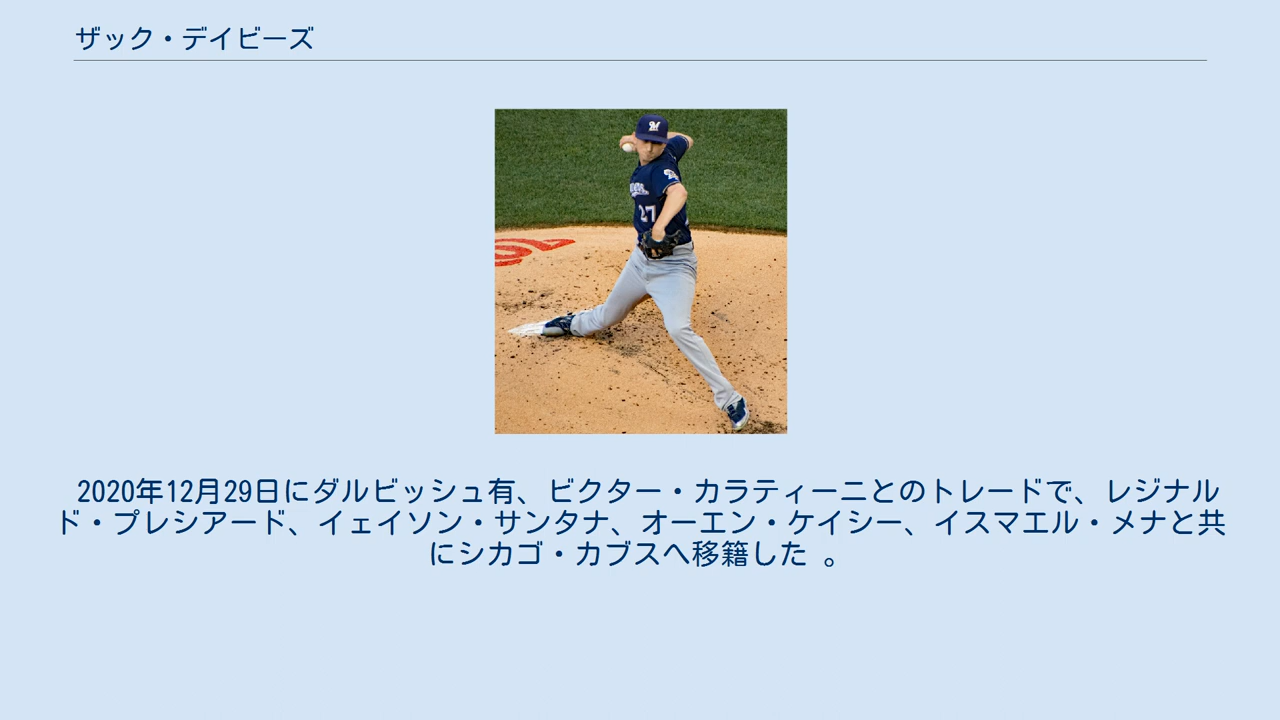 ザック・デイビーズ
27
2020年12月29日にダルビッシュ有、ビクター・カラティーニとのトレードで、レジナル
ド・プレシアード、イェイソン・サンタナ、オーエン・ケイシー、イスマエル・メナと共
にシカゴ・カブスへ移籍した 。